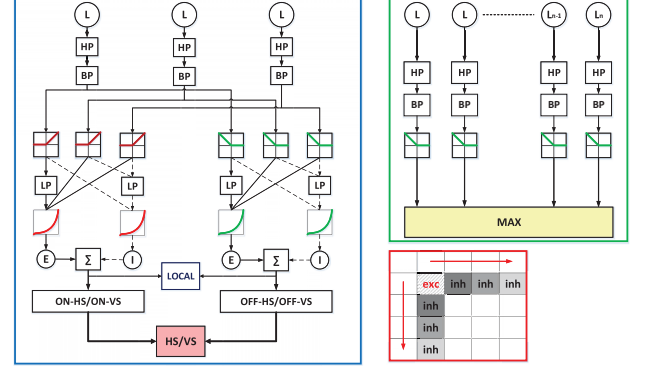 L L L
HP HP HP
BP BP BP
LP LP LP LP
E Σ I E Σ I
LOCAL
ON-HS/ON-VS OFF-HS/OFF-VS
HS/VS
L L Ln-1 Ln
HP HP HP HP
BP BP BP BP
MAX
exc inh inh inh
inh
inh
inh